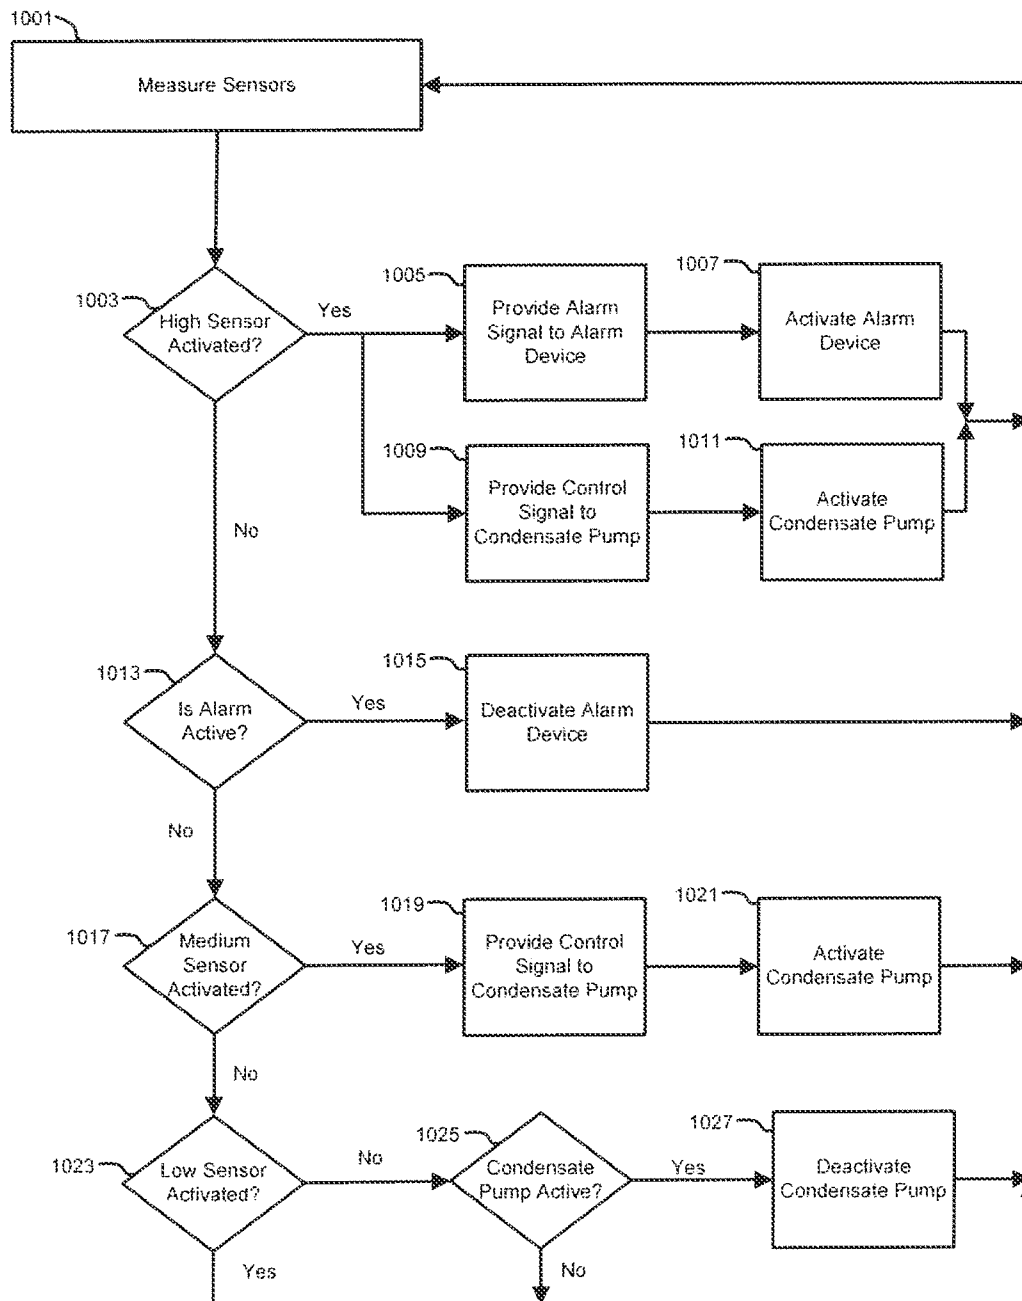 1001
Measure Sensors
1003
High Sensor
Activated?
Yes
1005
Provide Alarm
Signal to Alarm
Device
1007
Activate Alarm
Device
1009
Provide Control
Signal to
Condensate Pump
1011
Activate
Condensate Pump
No
1013
Is Alarm
Active?
Yes
1015
Deactivate Alarm
Device
No
1017
Medium
Sensor
Activated?
Yes
1019
Provide Control
Signal to
Condensate Pump
1021
Activate
Condensate Pump
No
1023
Low Sensor
Activated?
No
1025
Condensate
Pump Active?
Yes
1027
Deactivate
Condensate Pump
Yes
No